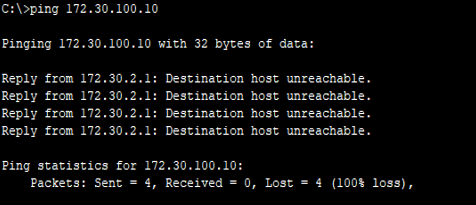 C:\>ping 172.30.100.10
Pinging 172.30.100.10 with 32 bytes of data:
Reply from 172.30.2.1: Destination host unreachable.
Reply from 172.30.2.1: Destination host unreachable.
Reply from 172.30.2.1: Destination host unreachable.
Reply from 172.30.2.1: Destination host unreachable.
Ping statistics for 172.30.100.10:
Packets: Sent = 4, Received = 0, Lost = 4 (100% loss),